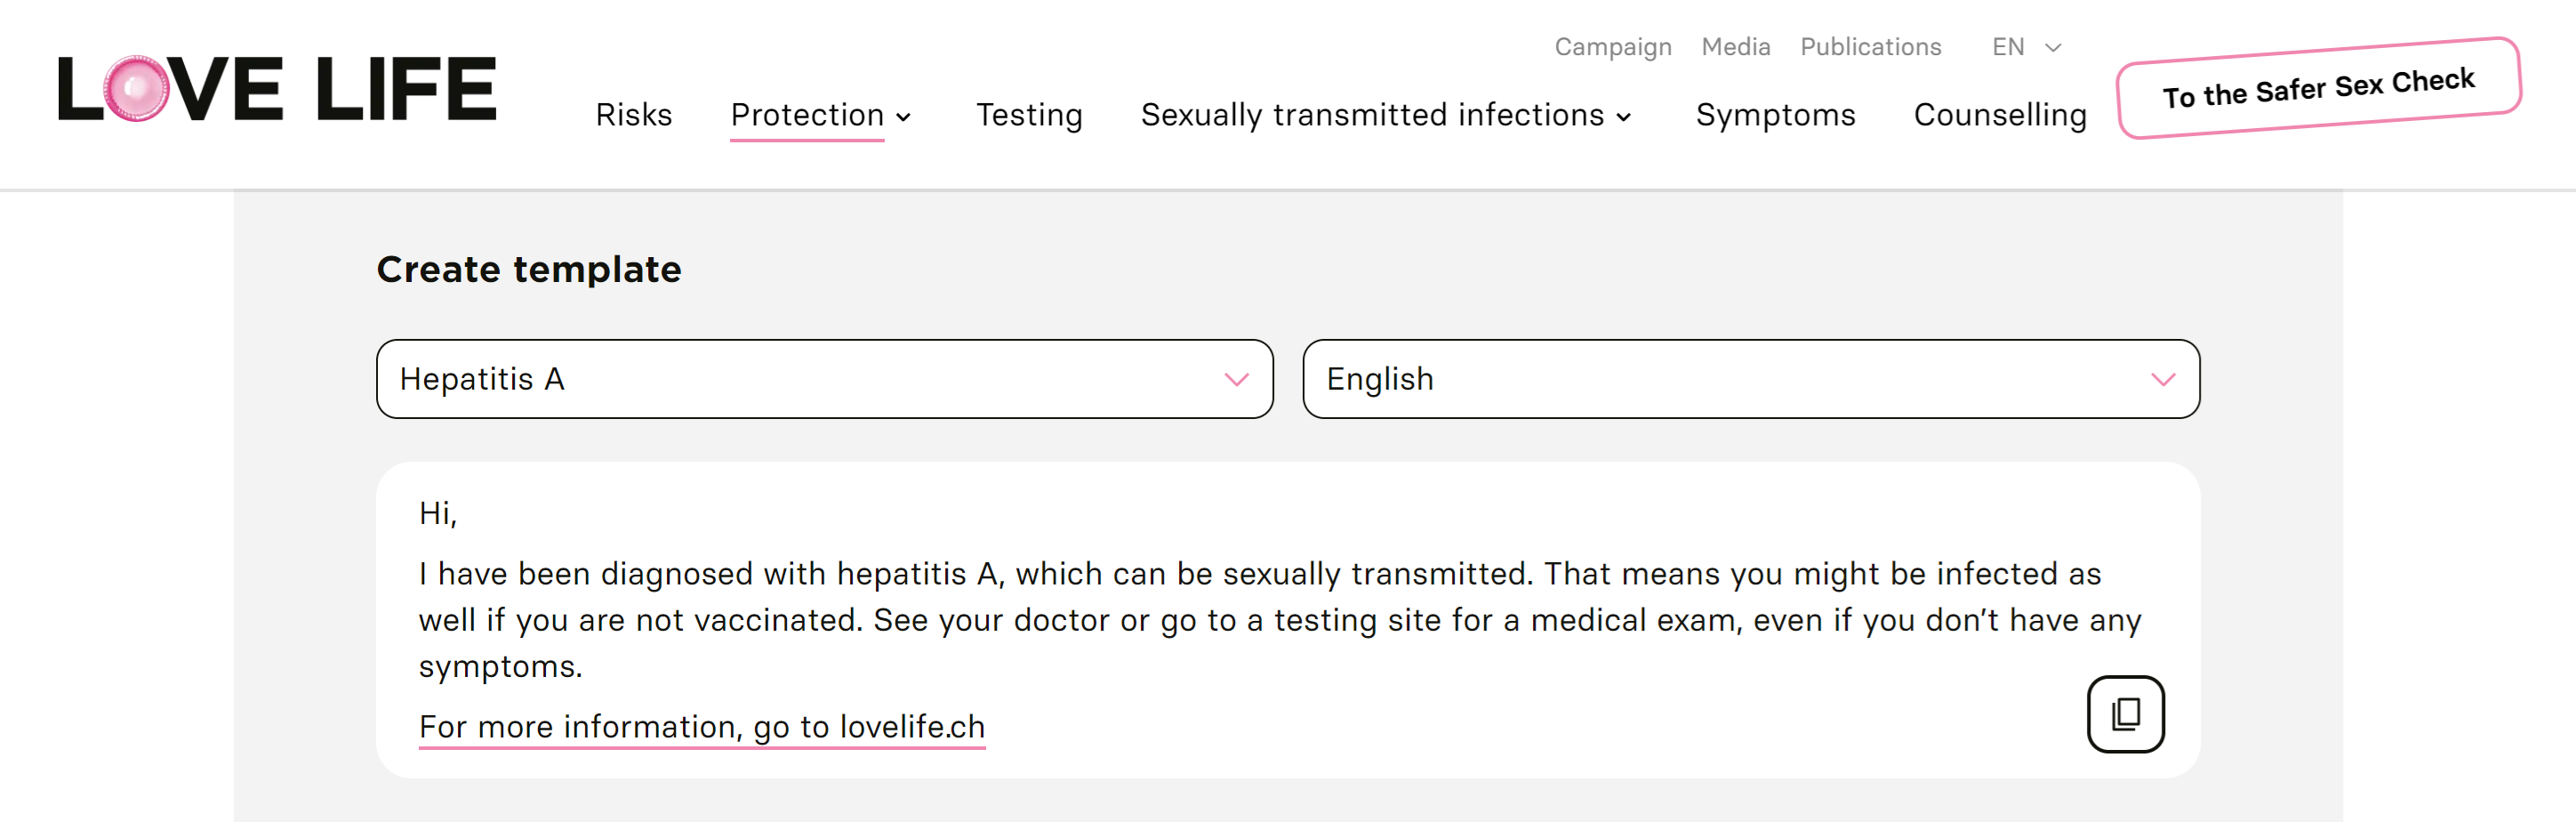 LOVE LIFE
Campaign Media Publications EN
To the Safer Sex Check
Risks Protection Testing Sexually transmitted infections Symptoms Counselling
Create template
Hepatitis A English
Hi,
I have been diagnosed with hepatitis A, which can be sexually transmitted. That means you might be infected as
well if you are not vaccinated. See your doctor or go to a testing site for a medical exam, even if you don’t have any
symptoms.
For more information, go to lovelife.ch